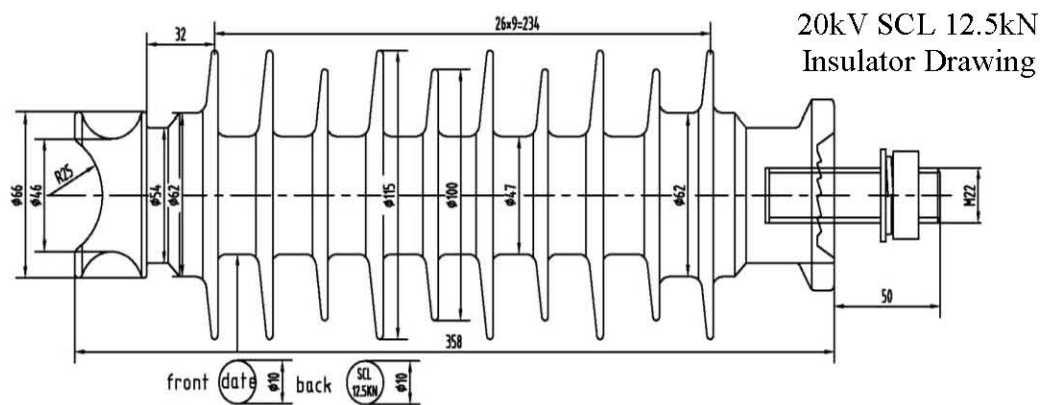 20kV SCL 12.5kN
Insulator Drawing
26x9=234
32
R25
ϕ66
ϕ46
ϕ54
ϕ62
ϕ115
ϕ100
ϕ47
ϕ62
M22
50
358
front date ϕ10 back SCL
12.5KN ϕ10